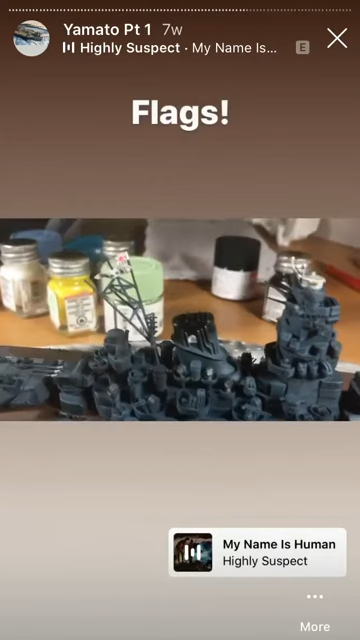 Yamato Pt 1 7w
Highly Suspect · My Name Is... E
Flags!
My Name Is Human
Highly Suspect
More